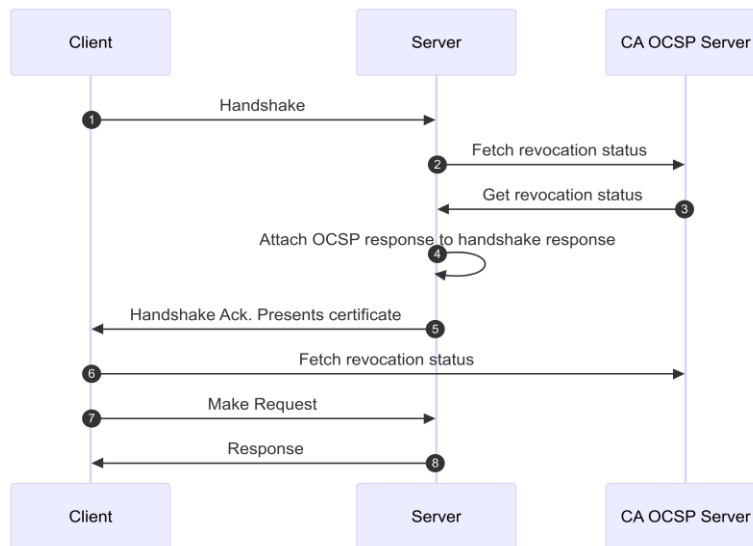 Client
Server
CA OCSP Server
Handshake
1
Fetch revocation status
2
Get revocation status
3
Attach OCSP response to handshake response
4
Handshake Ack. Presents certificate
5
Fetch revocation status
6
Make Request
7
Response
8
Client
Server
CA OCSP Server